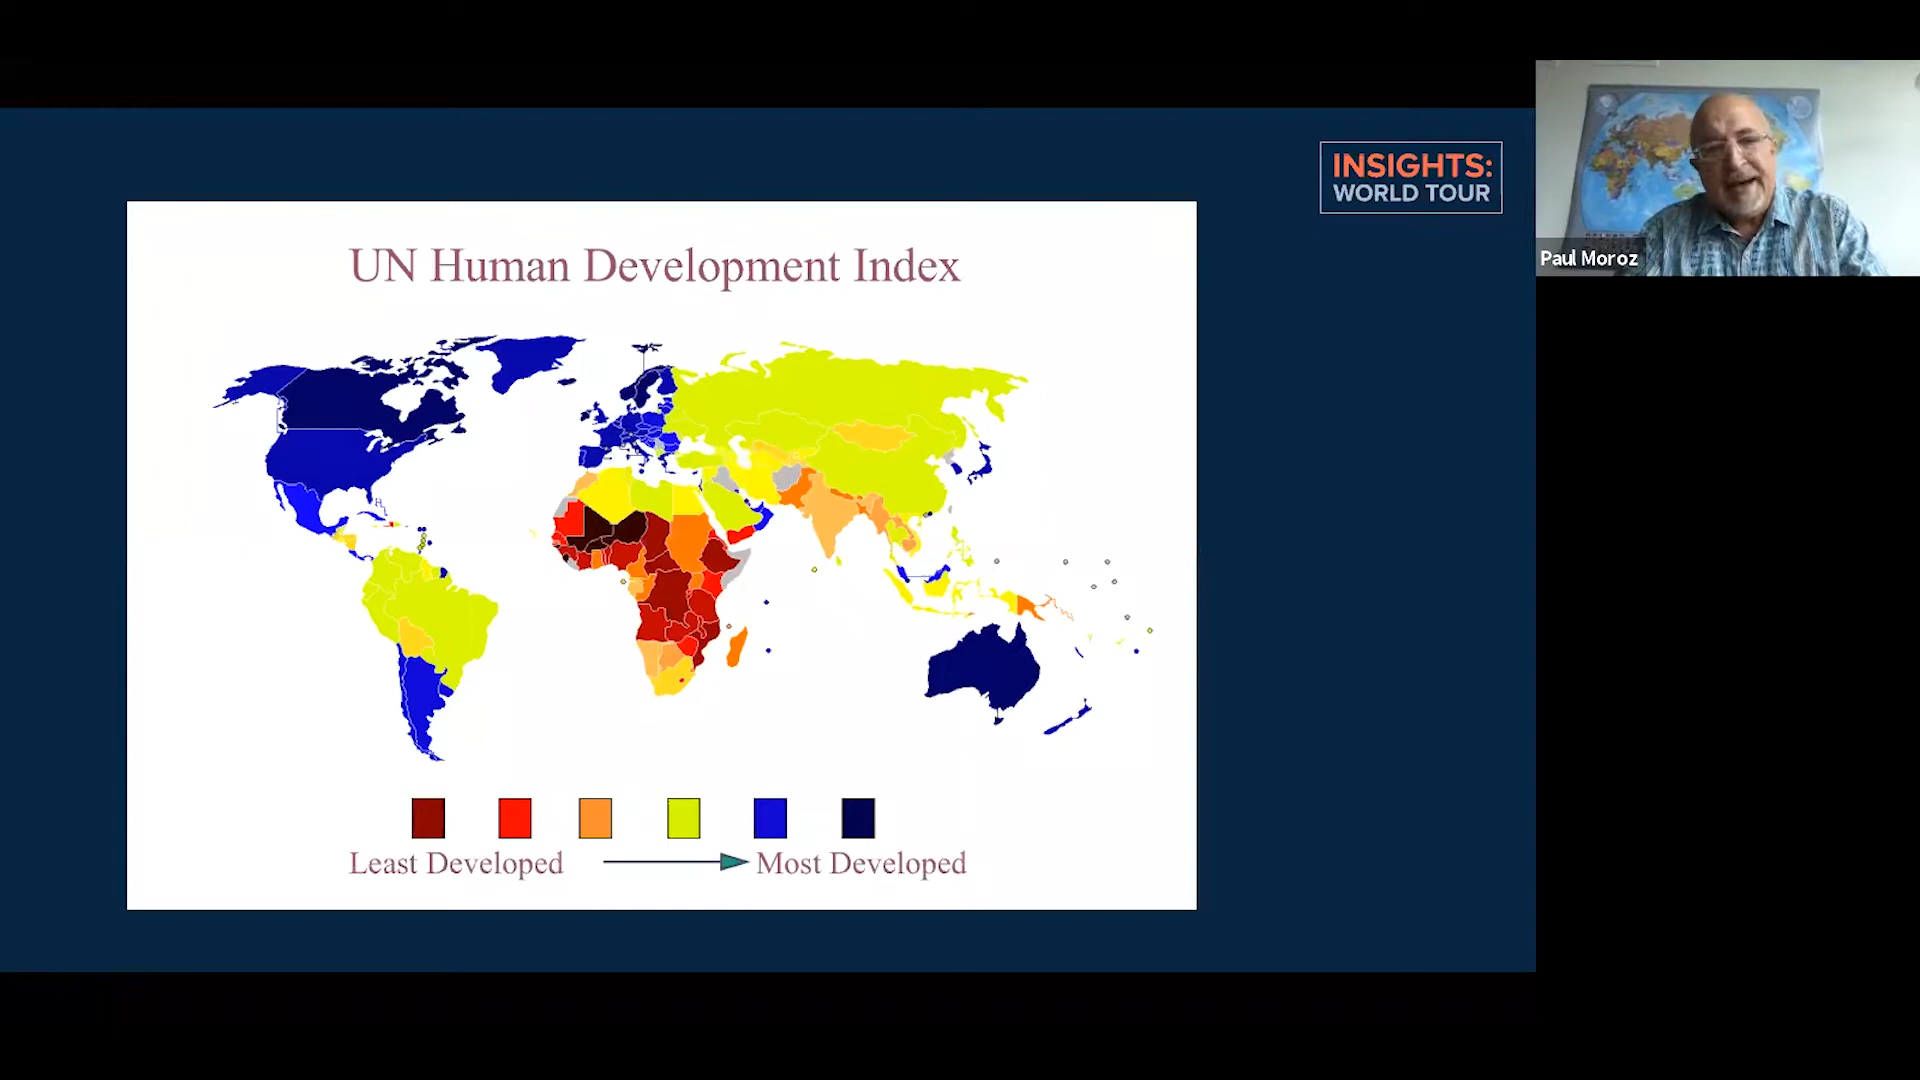 INSIGHTS:
WORLD TOUR
Paul Moroz
UN Human Development Index
Least Developed
Most Developed